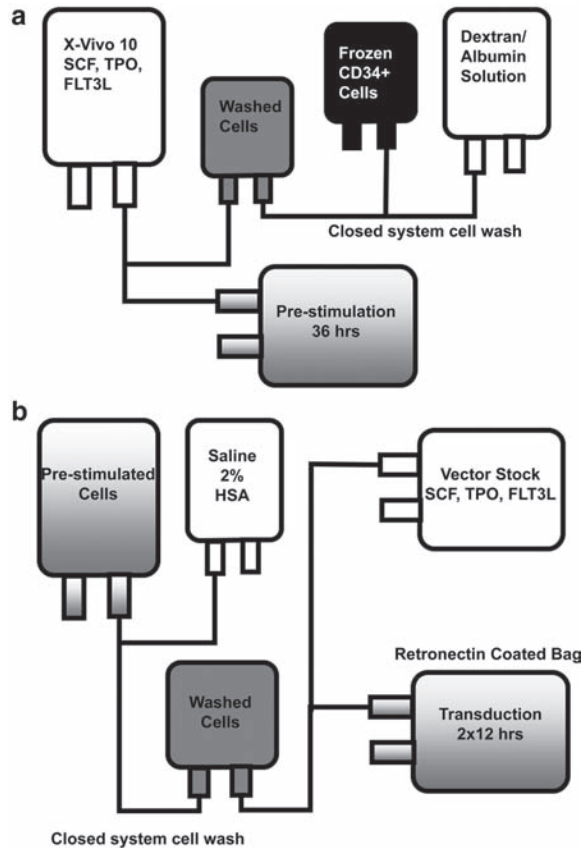 a
X-Vivo 10
SCF, TPO,
FLT3L
Washed
Cells
Frozen
CD34+
Cells
Dextran/
Albumin
Solution
Closed system cell wash
Pre-stimulation
36 hrs
b
Pre-stimulated
Cells
Saline
2%
HSA
Vector Stock
SCF, TPO, FLT3L
Washed
Cells
Retronectin Coated Bag
Transduction
2x12 hrs
Closed system cell wash